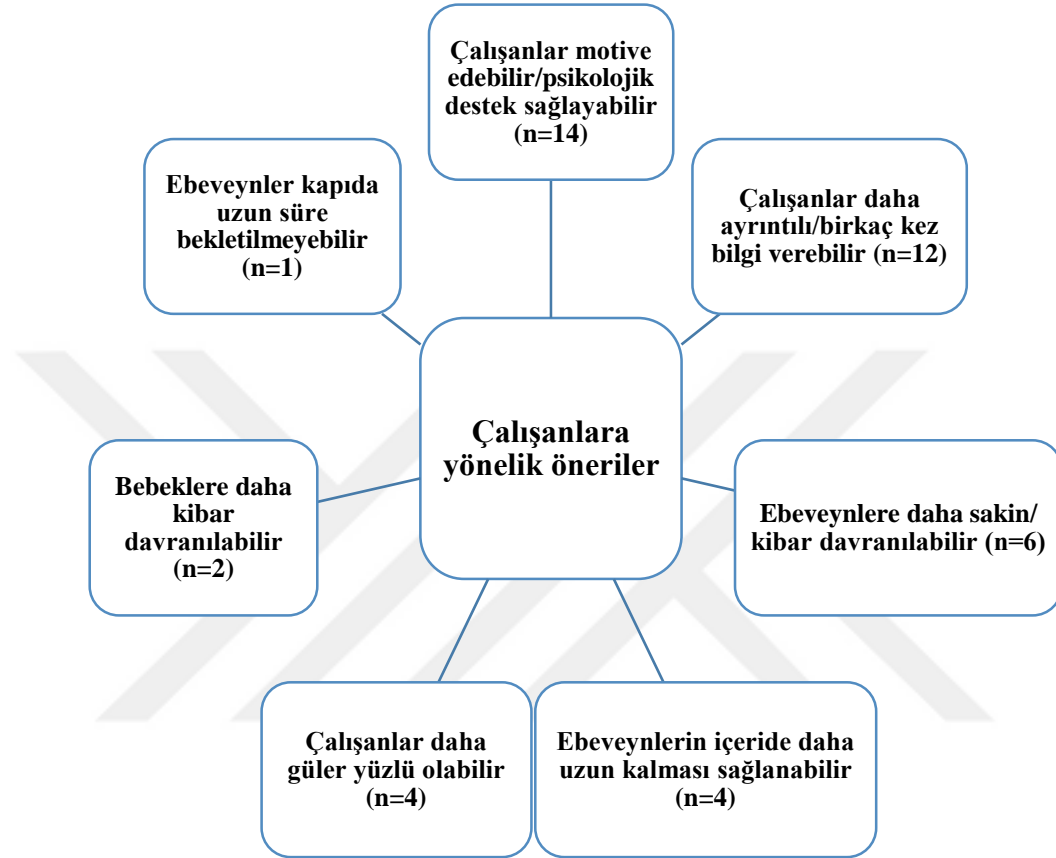 Çalışanlar motive
edebilir/psikolojik
destek sağlayabilir
(n=14)
Ebeveynler kapıda
uzun süre
bekletilmeyebilir
(n=1)
Çalışanlar daha
ayrıntılı/birkaç kez
bilgi verebilir (n=12)
Çalışanlara
yönelik öneriler
Bebeklere daha
kibar
davranılabilir
(n=2)
Ebeveynlere daha sakin/
kibar davranılabilir (n=6)
Çalışanlar daha
güler yüzlü olabilir
(n=4)
Ebeveynlerin içeride daha
uzun kalması sağlanabilir
(n=4)